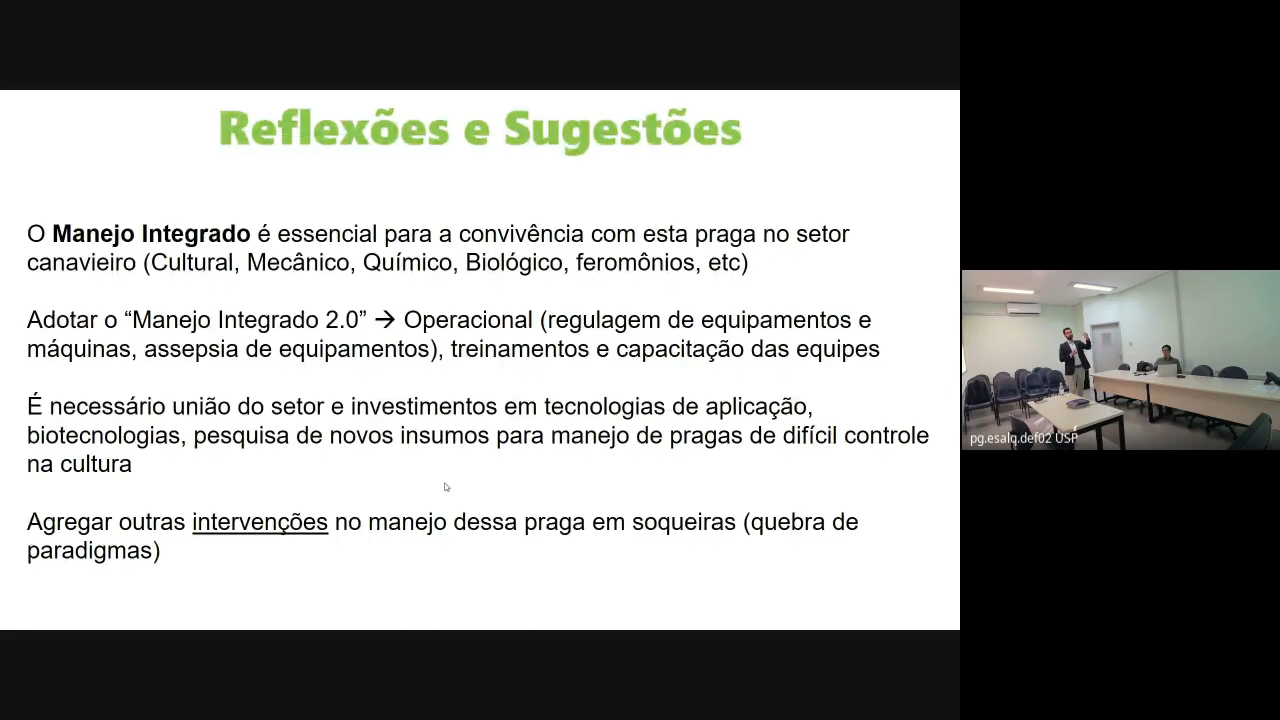 Reflexões e Sugestões
O Manejo Integrado é essencial para a convivência com esta praga no setor
canavieiro (Cultural, Mecânico, Químico, Biológico, feromônios, etc)
Adotar o “Manejo Integrado 2.0” → Operacional (regulagem de equipamentos e
máquinas, assepsia de equipamentos), treinamentos e capacitação das equipes
É necessário união do setor e investimentos em tecnologias de aplicação,
biotecnologias, pesquisa de novos insumos para manejo de pragas de difícil controle
na cultura
Agregar outras intervenções no manejo dessa praga em soqueiras (quebra de
paradigmas)
pg.esalq.def02 USP